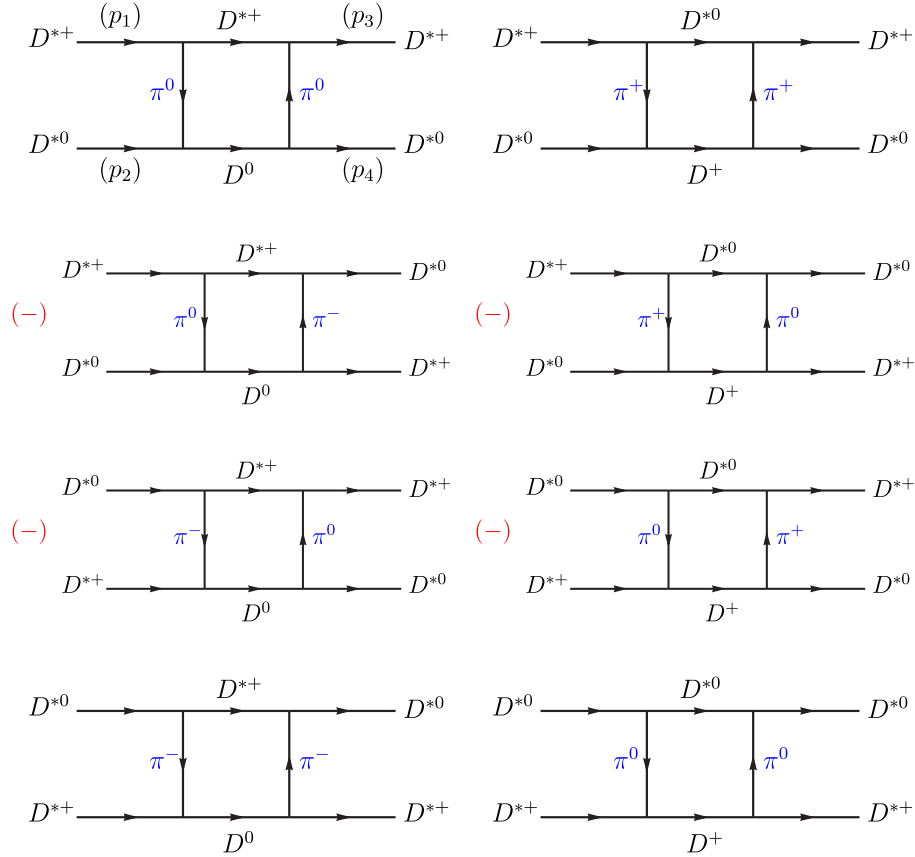 (p₁) D*⁺ (p₃) D*⁰
D*⁺ D*⁺ D*⁺ D*⁺
π⁰ π⁰ π⁺ π⁺
D*⁰ D*⁰ D*⁰ D*⁰
(p₂) D⁰ (p₄) D⁺
D*⁺ D*⁰
D*⁺ D*⁰ D*⁺ D*⁰
(−) π⁰ π⁻ (−) π⁺ π⁰
D*⁰ D*⁺ D*⁰ D*⁺
D⁰ D⁺
D*⁺ D*⁰
D*⁰ D*⁺ D*⁰ D*⁺
(−) π⁻ π⁰ (−) π⁰ π⁺
D*⁺ D*⁰ D*⁺ D*⁰
D⁰ D⁺
D*⁺ D*⁰
D*⁰ D*⁰ D*⁰ D*⁰
π⁻ π⁻ π⁰ π⁰
D*⁺ D*⁺ D*⁺ D*⁺
D⁰ D⁺